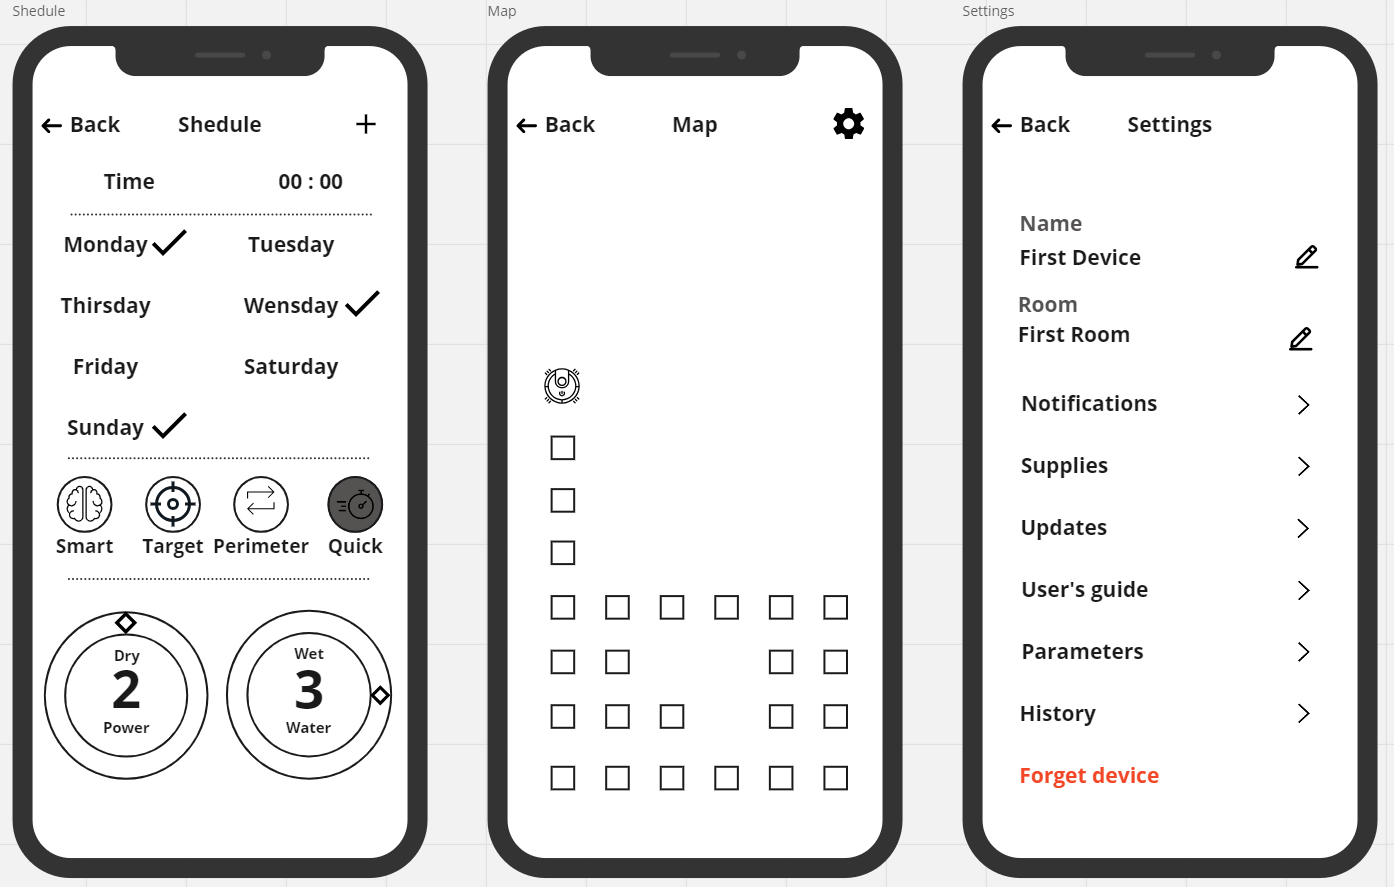 Shedule
Back Shedule +
Time 00 : 00
Monday Tuesday
Thirsday Wensday
Friday Saturday
Sunday
Smart Target Perimeter Quick
Dry
2
Power
Wet
3
Water
Map
Back Map
Settings
Back Settings
Name
First Device
Room
First Room
Notifications
Supplies
Updates
User's guide
Parameters
History
Forget device